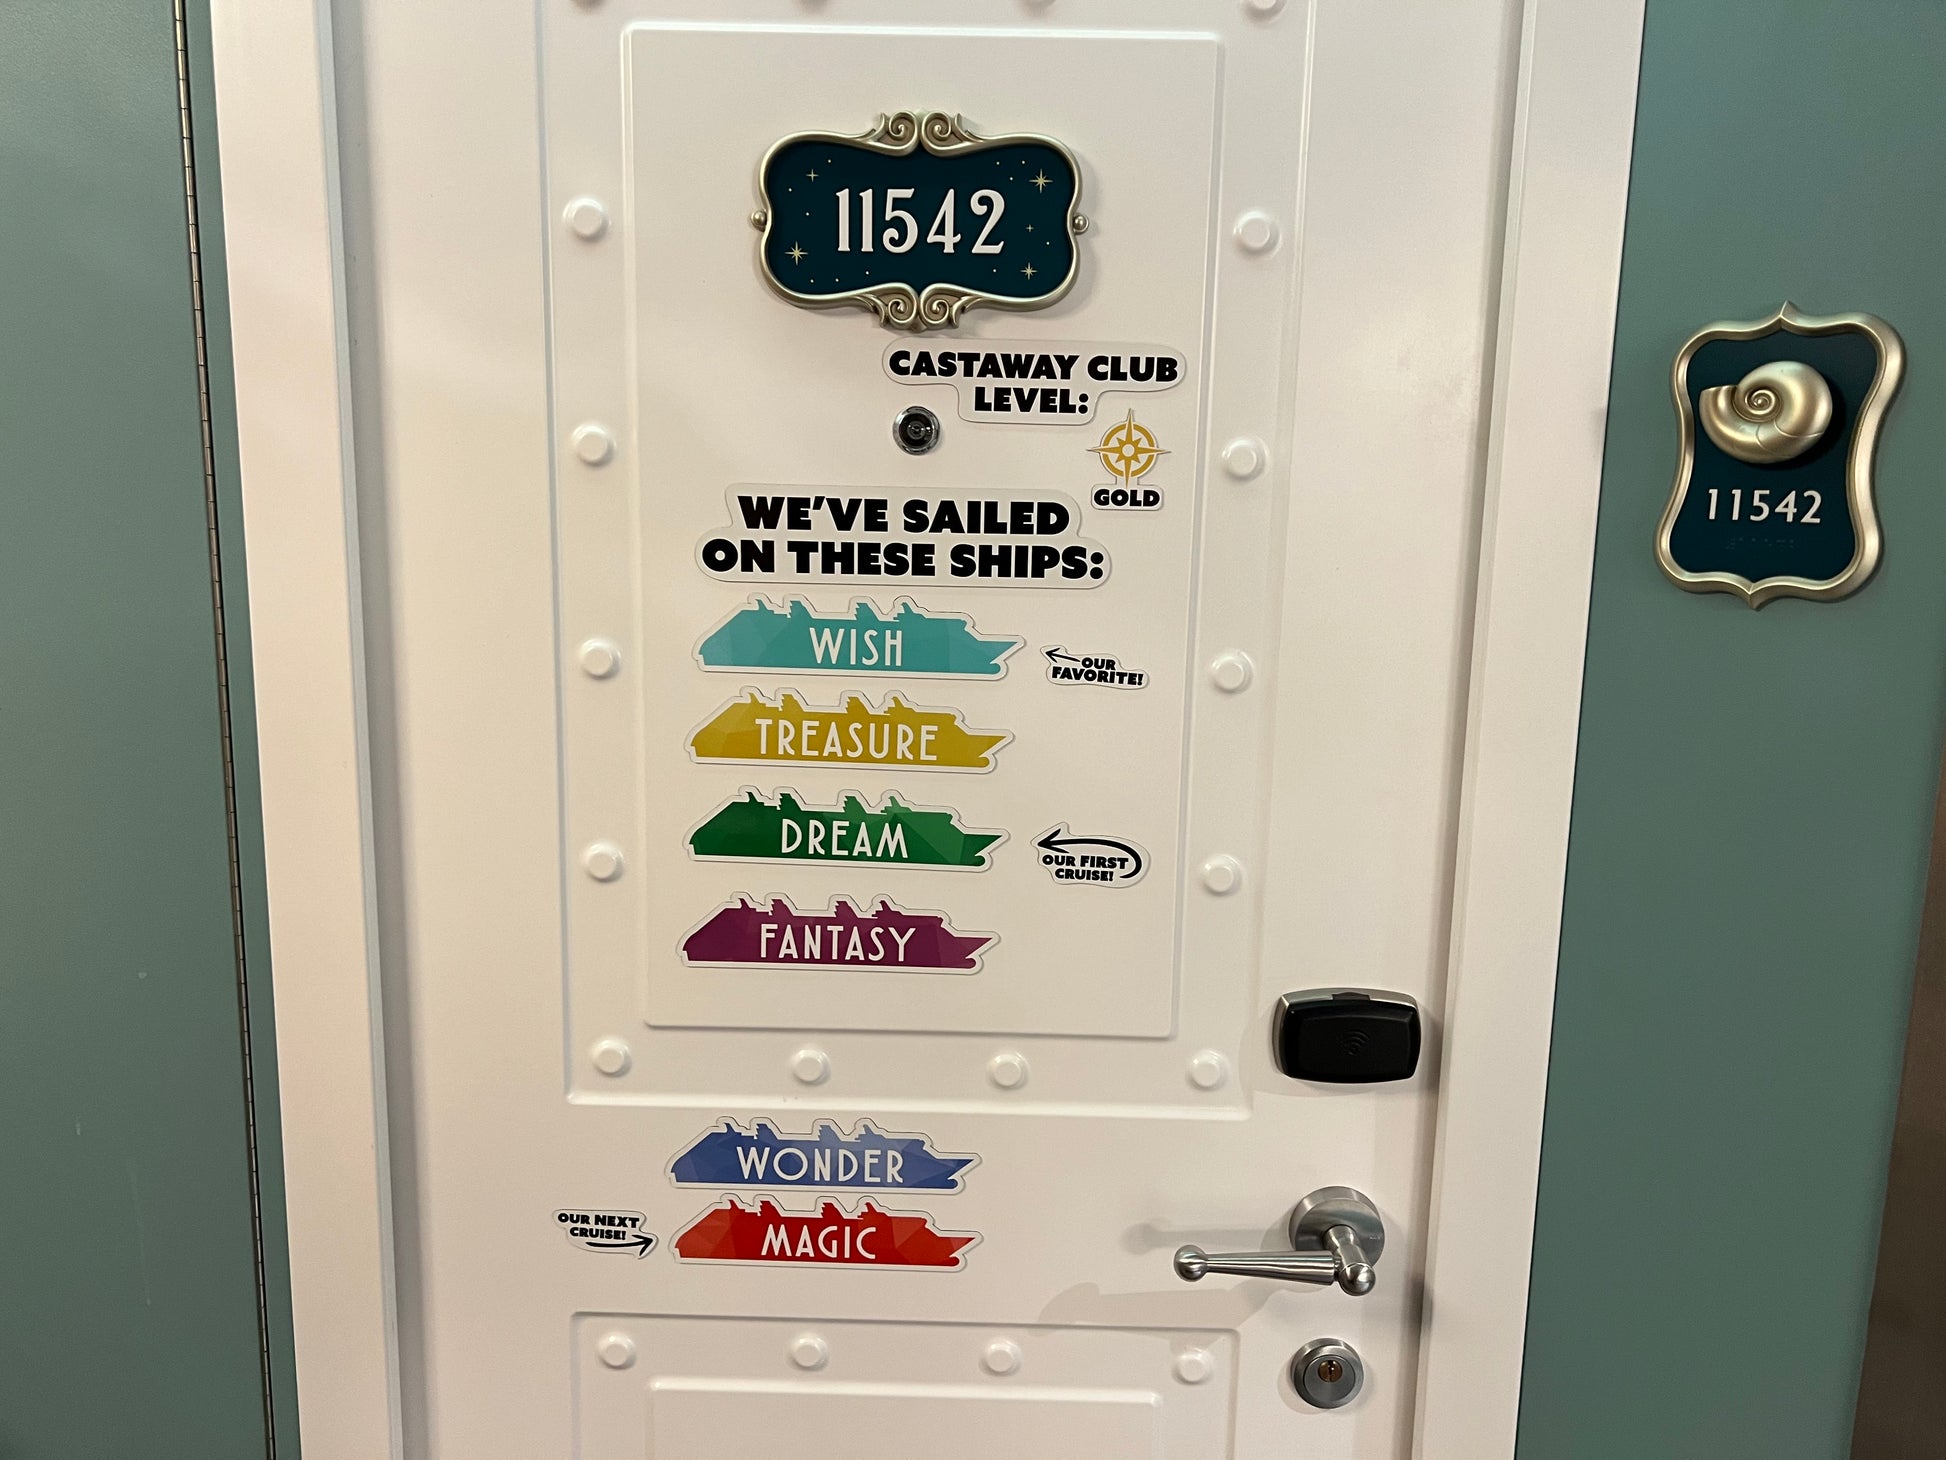 11542
CASTAWAY CLUB
LEVEL:
GOLD
WE'VE SAILED
ON THESE SHIPS:
WISH
OUR
FAVORITE!
TREASURE
DREAM
OUR FIRST
CRUISE!
FANTASY
WONDER
OUR NEXT
CRUISE!
MAGIC
11542